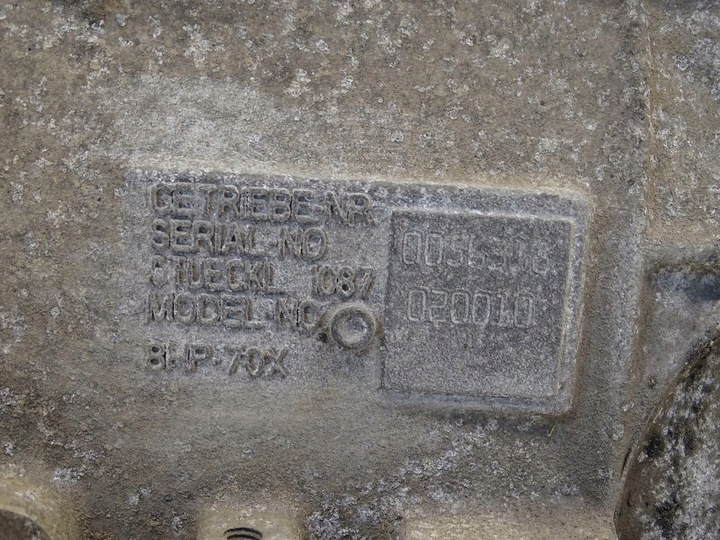 GETRIEBE-NR
SERIAL-NO
STUECKL. 1087
MODEL-NO
8HP-70X
020010